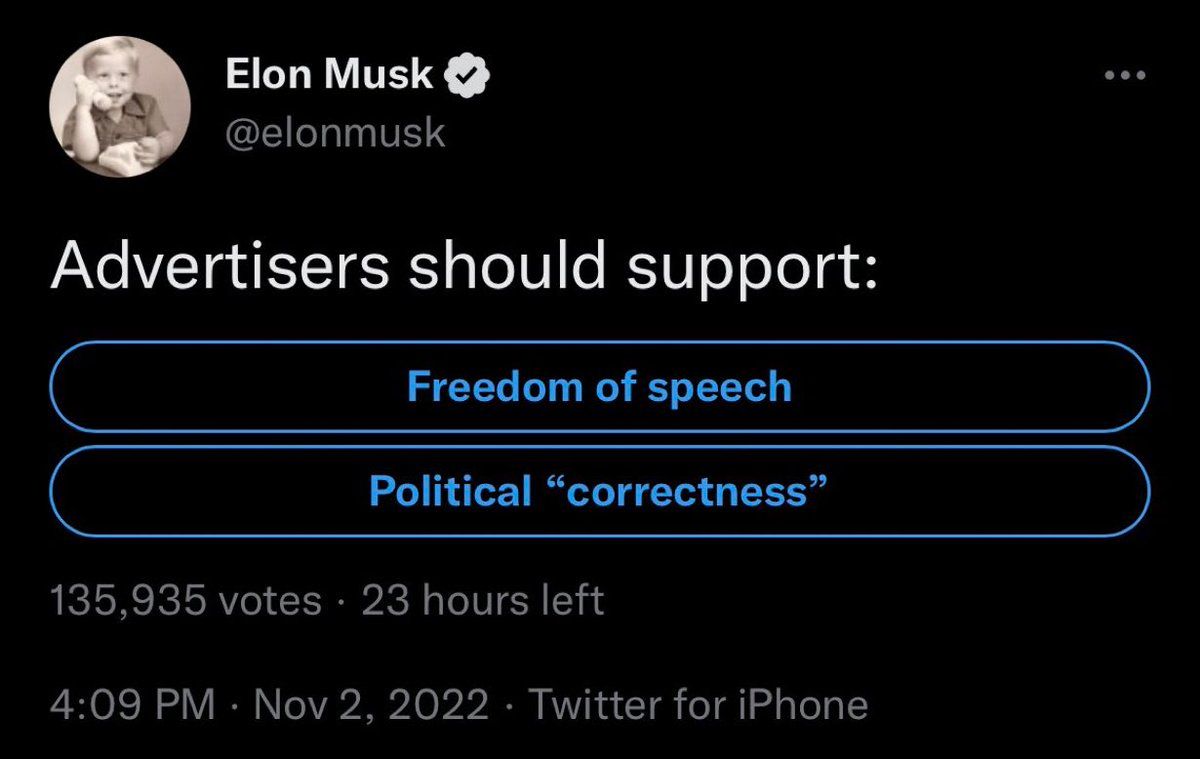 Elon Musk
@elonmusk
Advertisers should support:
Freedom of speech
Political “correctness”
135,935 votes · 23 hours left
4:09 PM · Nov 2, 2022 · Twitter for iPhone